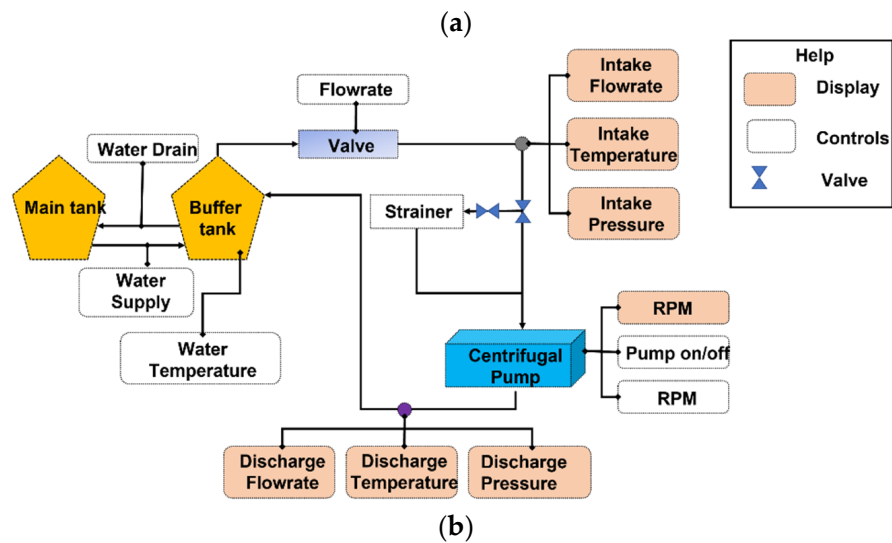 (a)
Help
Display
Controls
Valve
Intake
Flowrate
Flowrate
Water Drain
Valve
Intake
Temperature
Main tank
Buffer
tank
Strainer
Intake
Pressure
Water
Supply
RPM
Water
Temperature
Centrifugal
Pump
Pump on/off
RPM
Discharge
Flowrate
Discharge
Temperature
Discharge
Pressure
(b)